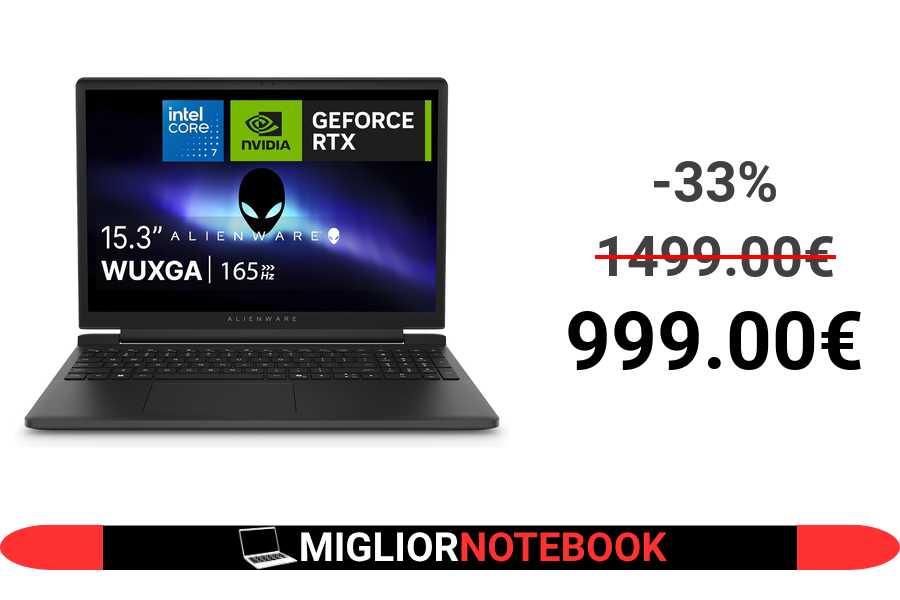 intel
CORE
7
NVIDIA
GEFORCE
RTX
15.3”
ALIENWARE
WUXGA | 165 Hz
ALIENWARE
-33%
1499.00€
999.00€
MIGLIORNOTEBOOK